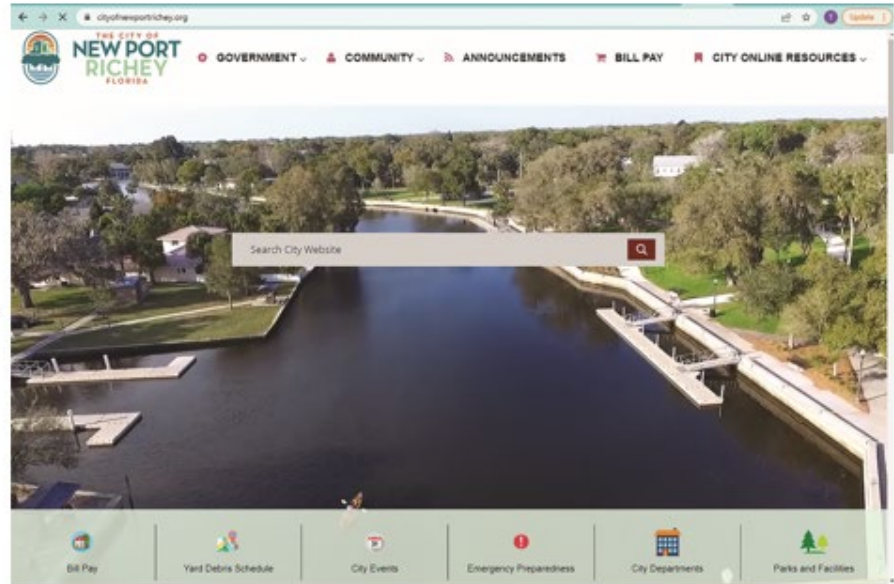 cityofnewportrichey.org
Update
THE CITY OF
NEW PORT
RICHEY
FLORIDA
GOVERNMENT
COMMUNITY
ANNOUNCEMENTS
BILL PAY
CITY ONLINE RESOURCES
Search City Website
Bill Pay
Yard Debris Schedule
City Events
Emergency Preparedness
City Departments
Parks and Facilities